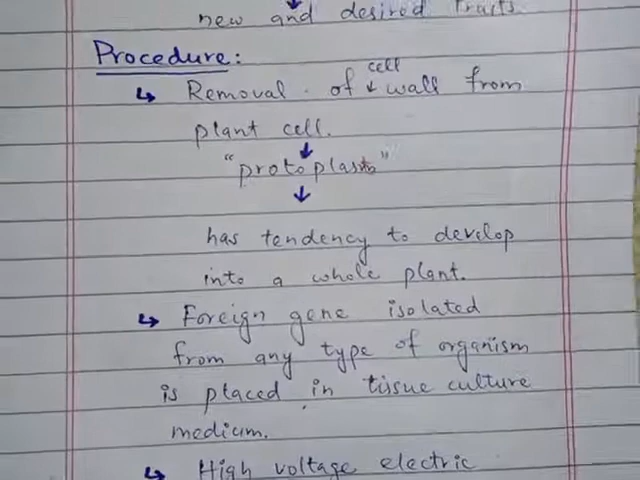 new and desired traits
Procedure:
↳ Removal of cell wall from
plant cell.
↓
"protoplasts"
↓
has tendency to develop
into a whole plant.
↳ Foreign gene isolated
from any type of organism
is placed in tissue culture
medium.
↳ High voltage electric